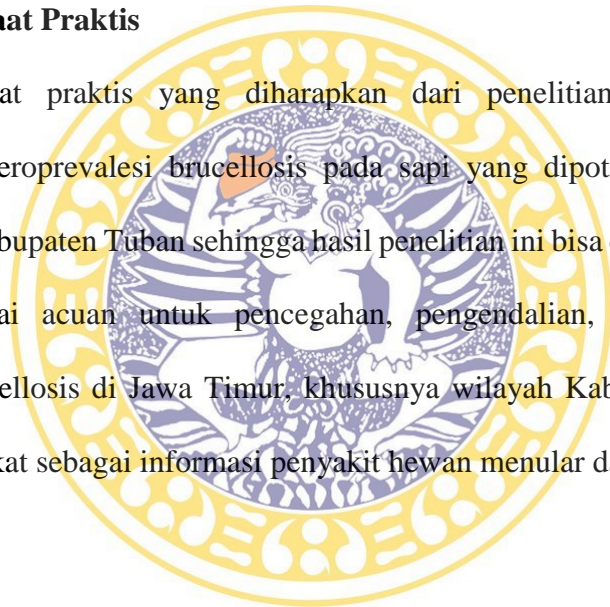 aat Praktis
at praktis yang diharapkan dari penelitian
eroprevalesi brucellosis pada sapi yang dipot
bupaten Tuban sehingga hasil penelitian ini bisa
ai acuan untuk pencegahan, pengendalian,
ellosis di Jawa Timur, khususnya wilayah Kab
kat sebagai informasi penyakit hewan menular da